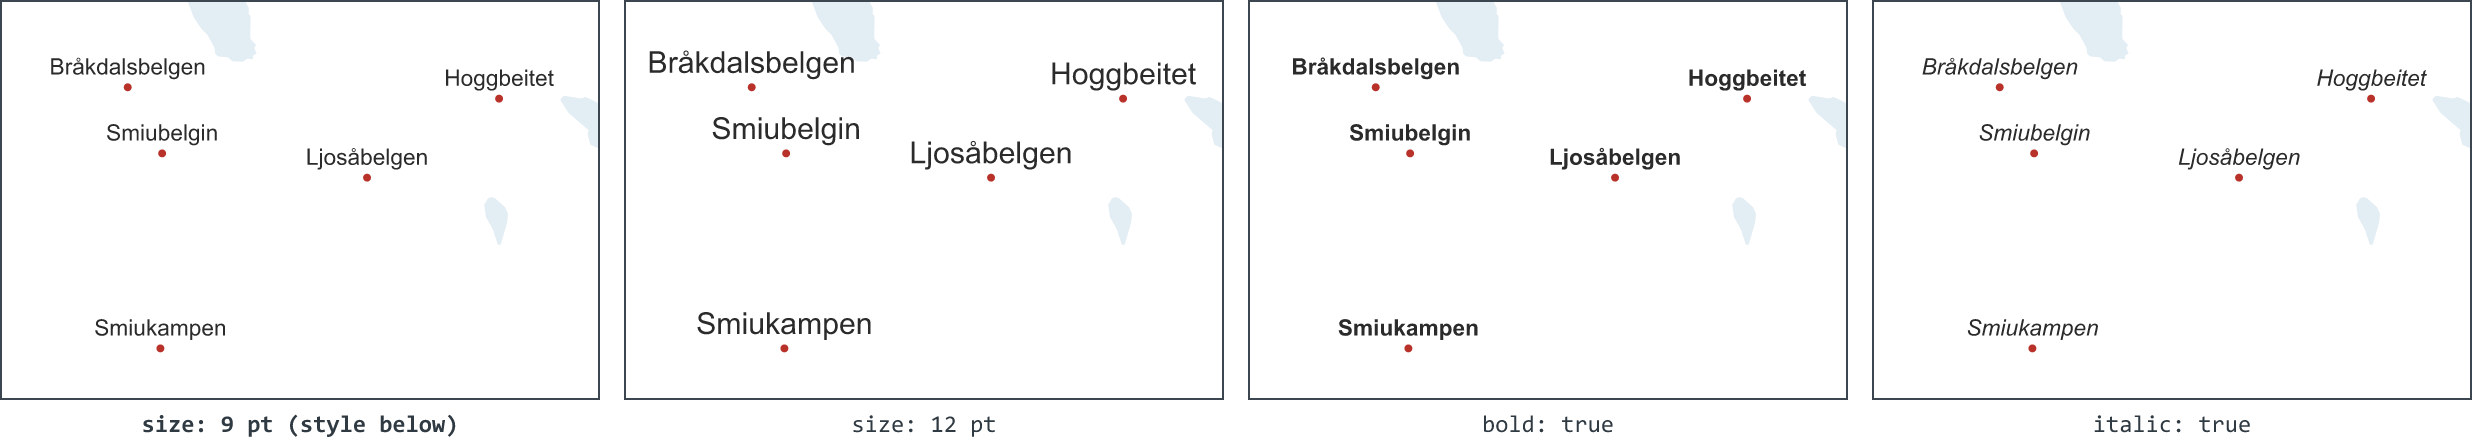 Bråkdalsbelgen
Hoggbeitet
Smiubelgin
Ljosåbelgen
Smiukampen
size: 9 pt (style below)
Bråkdalsbelgen
Hoggbeitet
Smiubelgin
Ljosåbelgen
Smiukampen
size: 12 pt
Bråkdalsbelgen
Hoggbeitet
Smiubelgin
Ljosåbelgen
Smiukampen
bold: true
Bråkdalsbelgen
Hoggbeitet
Smiubelgin
Ljosåbelgen
Smiukampen
italic: true